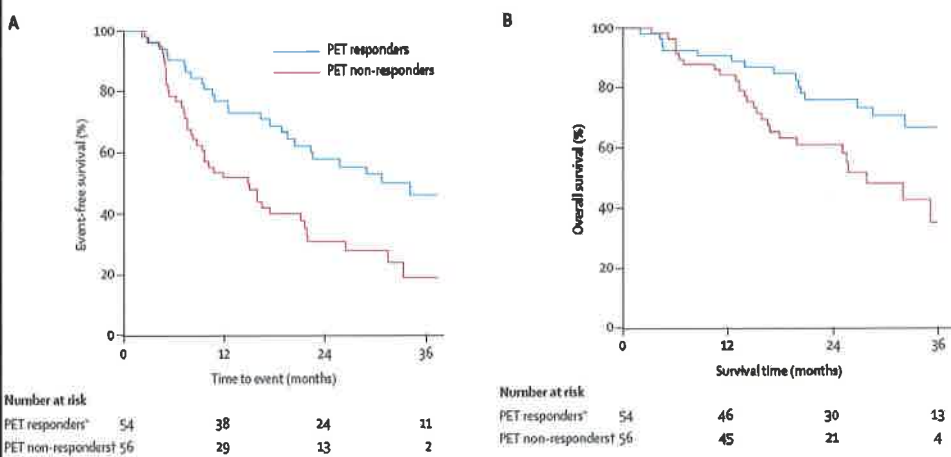 A
100
80
60
40
20
0
Event-free survival (%)
PET responders
PET non-responders
0 12 24 36
Time to event (months)
Number at risk
PET responders* 54 38 24 11
PET non-responders† 56 29 13 2
B
100
80
60
40
20
0
Overall survival (%)
0 12 24 36
Survival time (months)
Number at risk
PET responders* 54 46 30 13
PET non-responders† 56 45 21 4